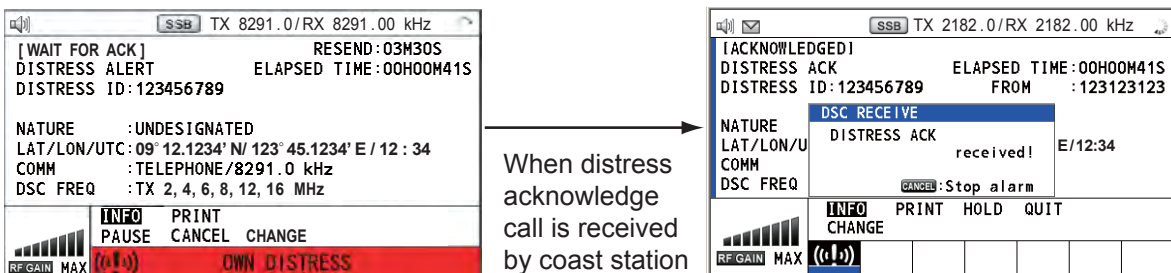 SSB TX 8291.0/RX 8291.00 kHz
[WAIT FOR ACK] RESEND:03M30S
DISTRESS ALERT ELAPSED TIME:00H00M41S
DISTRESS ID:123456789
NATURE :UNDESIGNATED
LAT/LON/UTC:09°12.1234' N/ 123°45.1234' E / 12 : 34
COMM :TELEPHONE/8291.0 kHz
DSC FREQ :TX 2, 4, 6, 8, 12, 16 MHz
INFO PRINT
PAUSE CANCEL CHANGE
RF GAIN MAX OWN DISTRESS
When distress
acknowledge
call is received
by coast station
SSB TX 2182.0/RX 2182.00 kHz
[ACKNOWLEDGED]
DISTRESS ACK ELAPSED TIME:00H00M41S
DISTRESS ID:123456789 FROM :123123123
DSC RECEIVE
NATURE
DISTRESS ACK
LAT/LON/U received! E/12:34
COMM
DSC FREQ CANCEL:Stop alarm
INFO PRINT HOLD QUIT
CHANGE
RF GAIN MAX